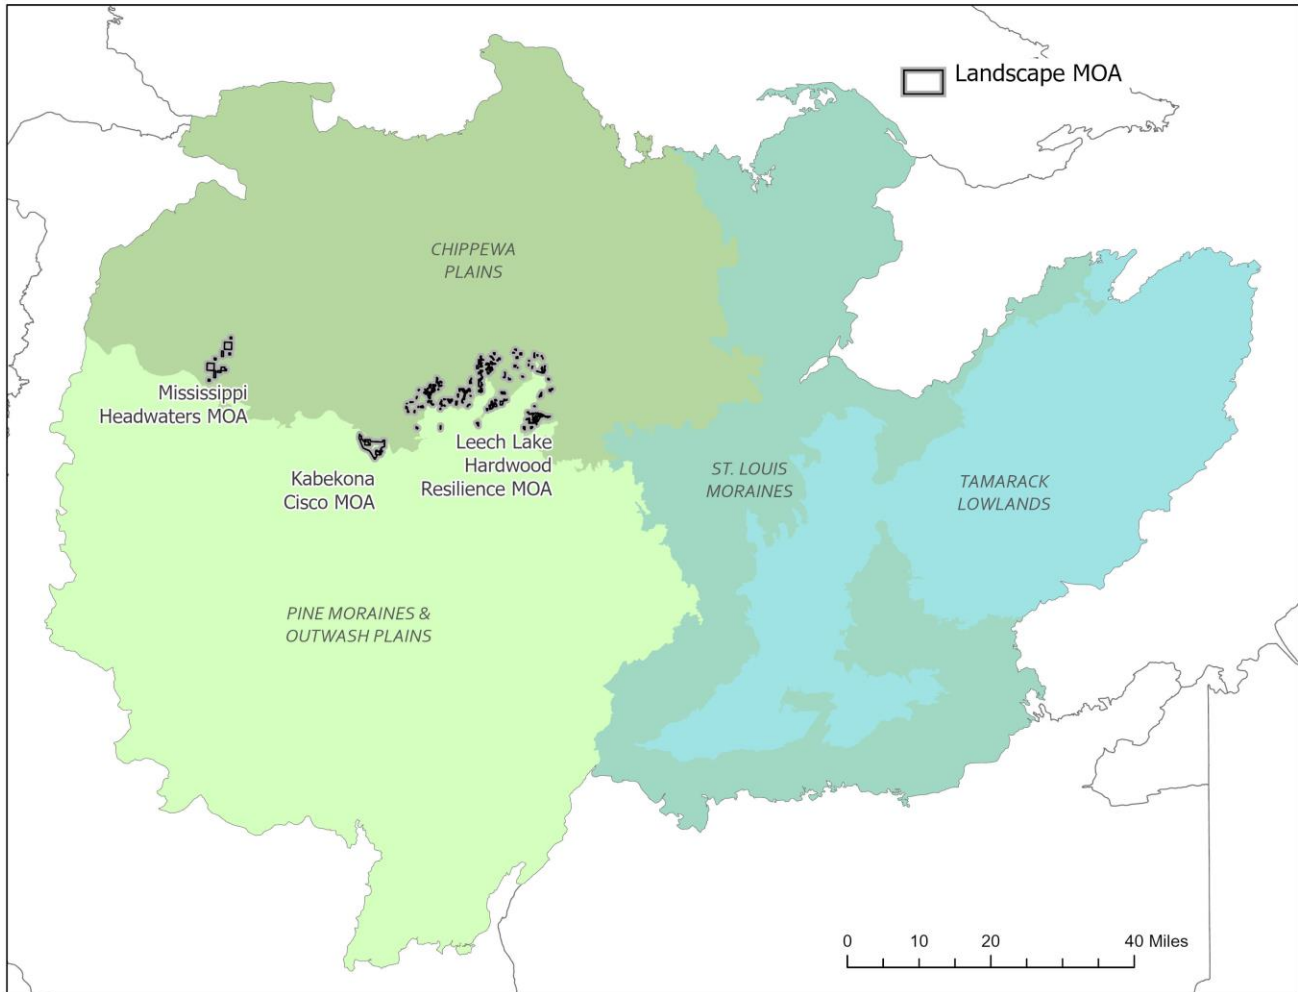 Landscape MOA
CHIPPEWA
PLAINS
Mississippi
Headwaters MOA
Leech Lake
Hardwood
Resilience MOA
Kabekona
Cisco MOA
ST. LOUIS
MORAINES
TAMARACK
LOWLANDS
PINE MORAINES &
OUTWASH PLAINS
0 10 20 40 Miles